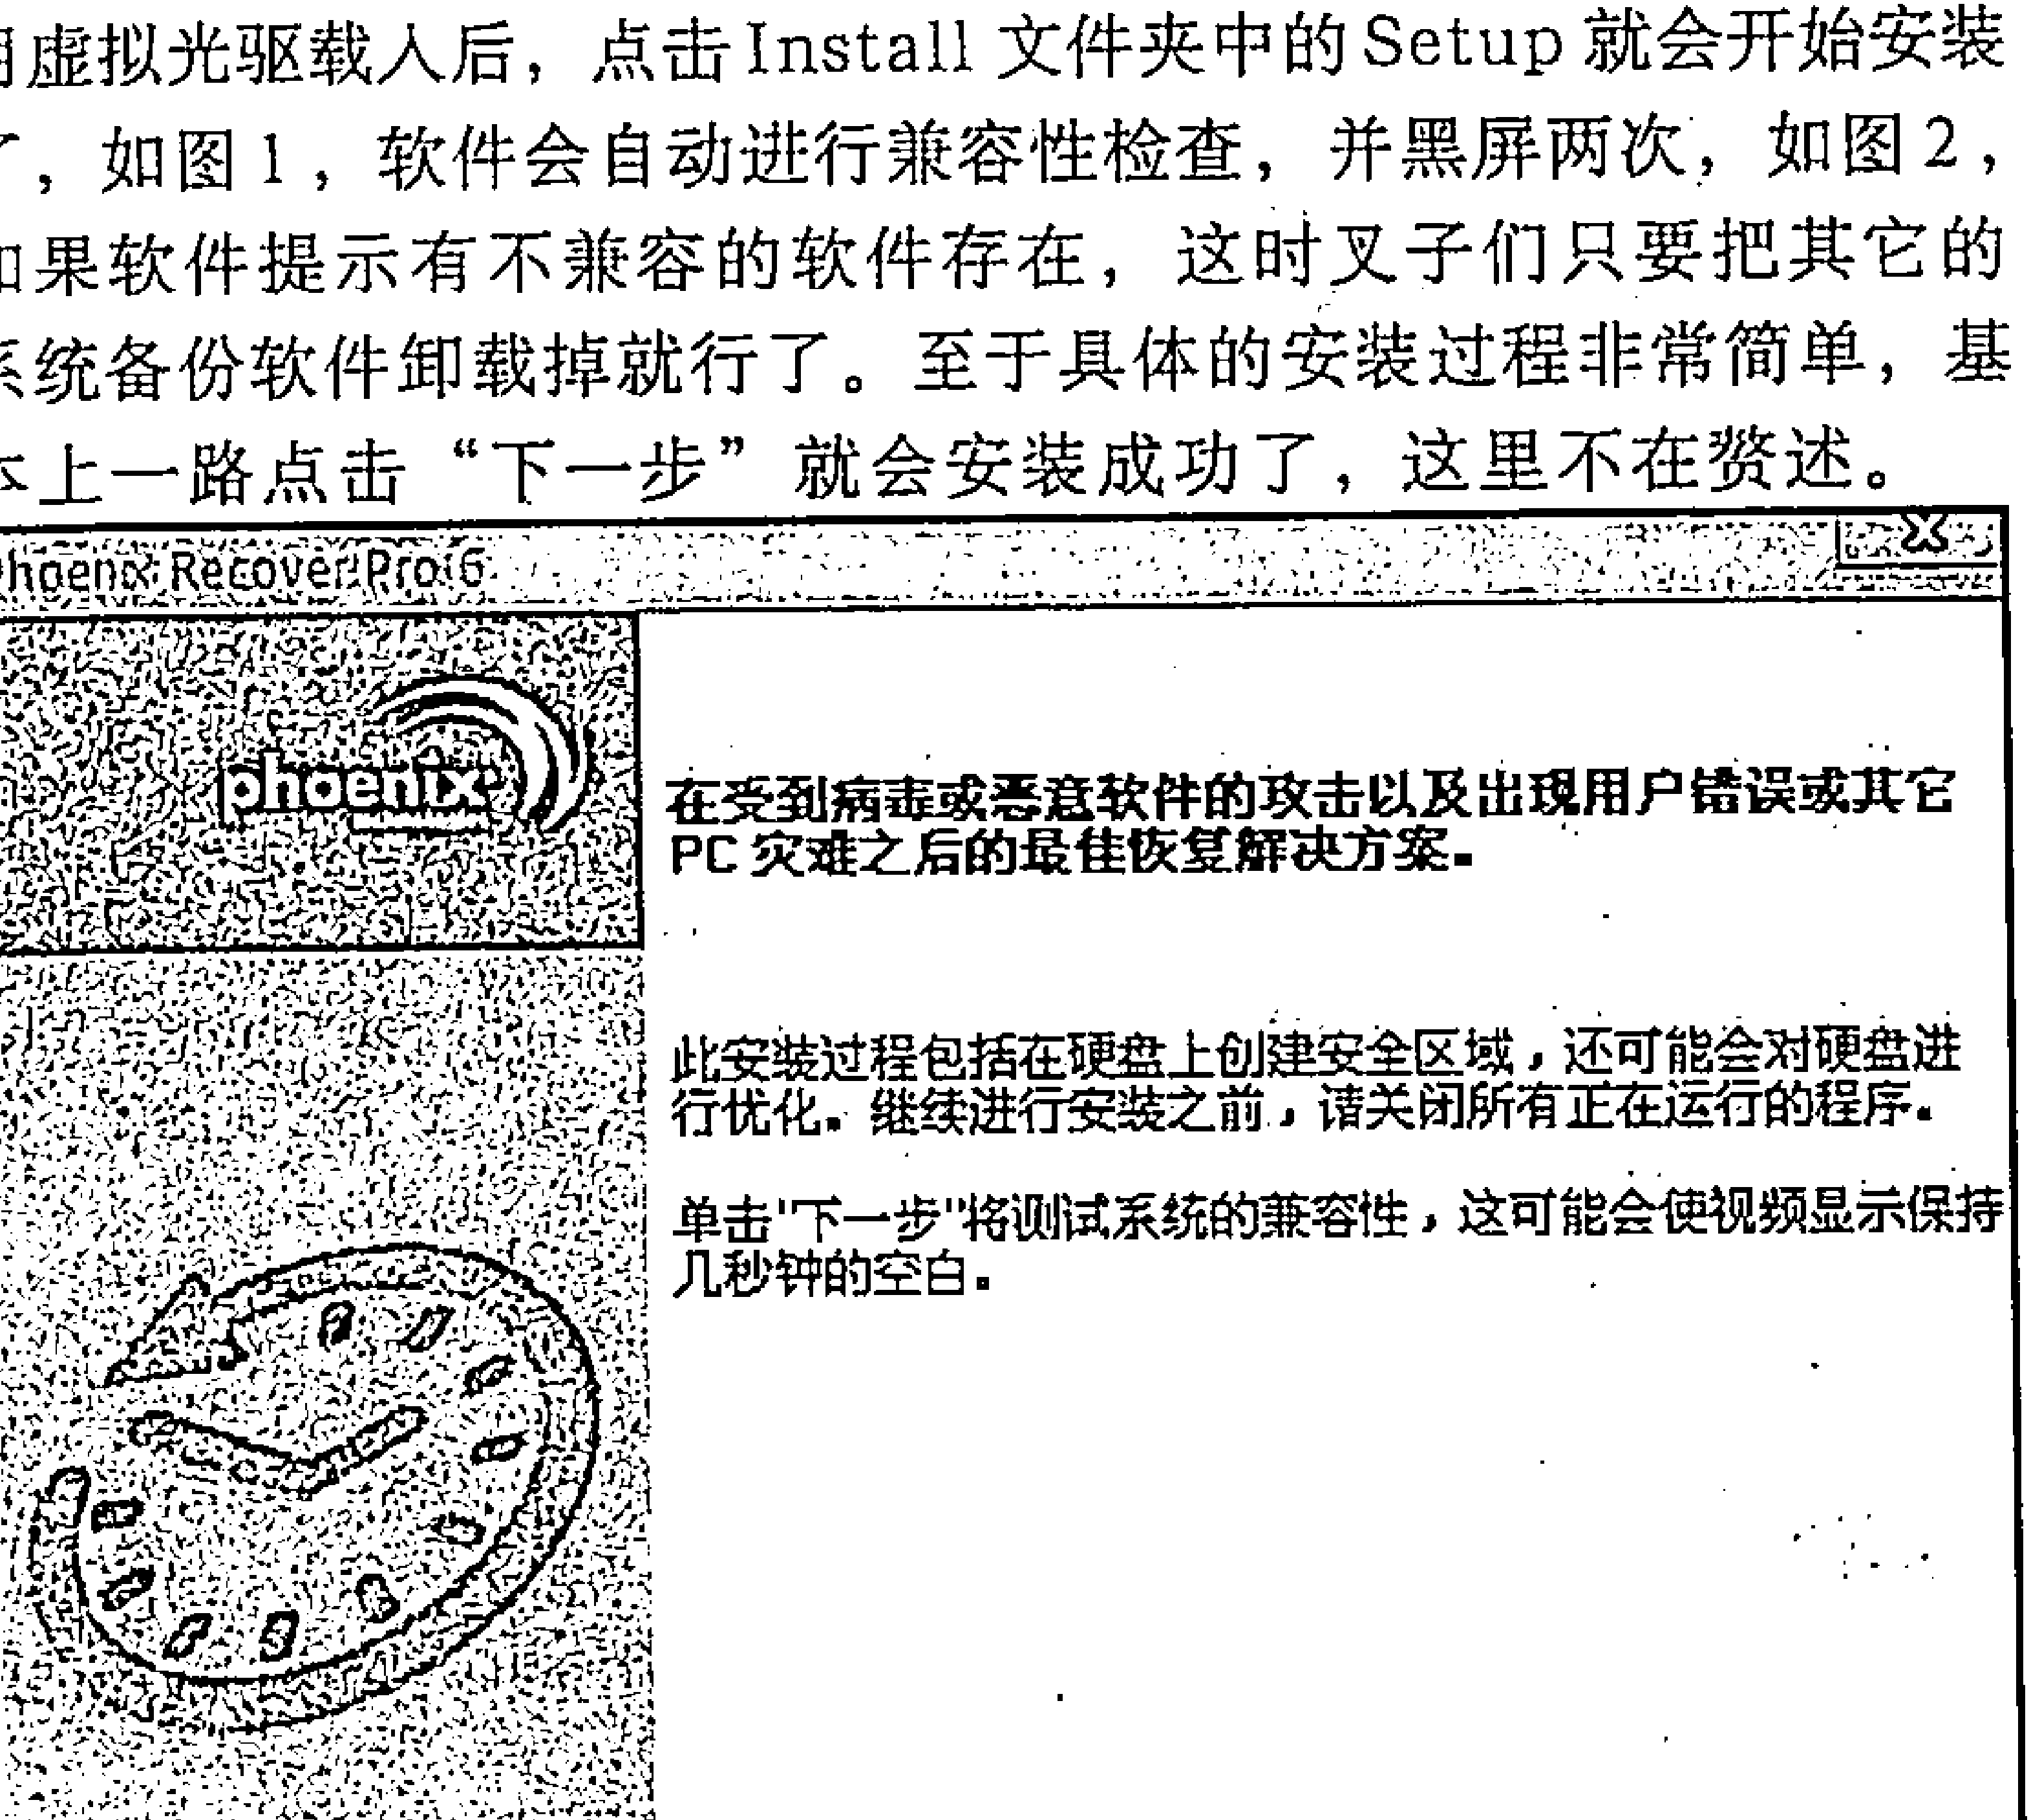 用虚拟光驱载入后，点击Install 文件夹中的Setup 就会开始安装
了，如图1，软件会自动进行兼容性检查，并黑屏两次，如图2，
如果软件提示有不兼容的软件存在，这时叉子们只要把其它的
系统备份软件卸载掉就行了。至于具体的安装过程非常简单，基
本上一路点击“下一步”就会安装成功了，这里不在赘述。
Phoenix Recover Pro 6
phoenix
在受到病毒或恶意软件的攻击以及出现用户错误或其它
PC 灾难之后的最佳恢复解决方案。
此安装过程包括在硬盘上创建安全区域，还可能会对硬盘进
行优化。继续进行安装之前，请关闭所有正在运行的程序。
单击"下一步"将测试系统的兼容性，这可能会使视频显示保持
几秒钟的空白。